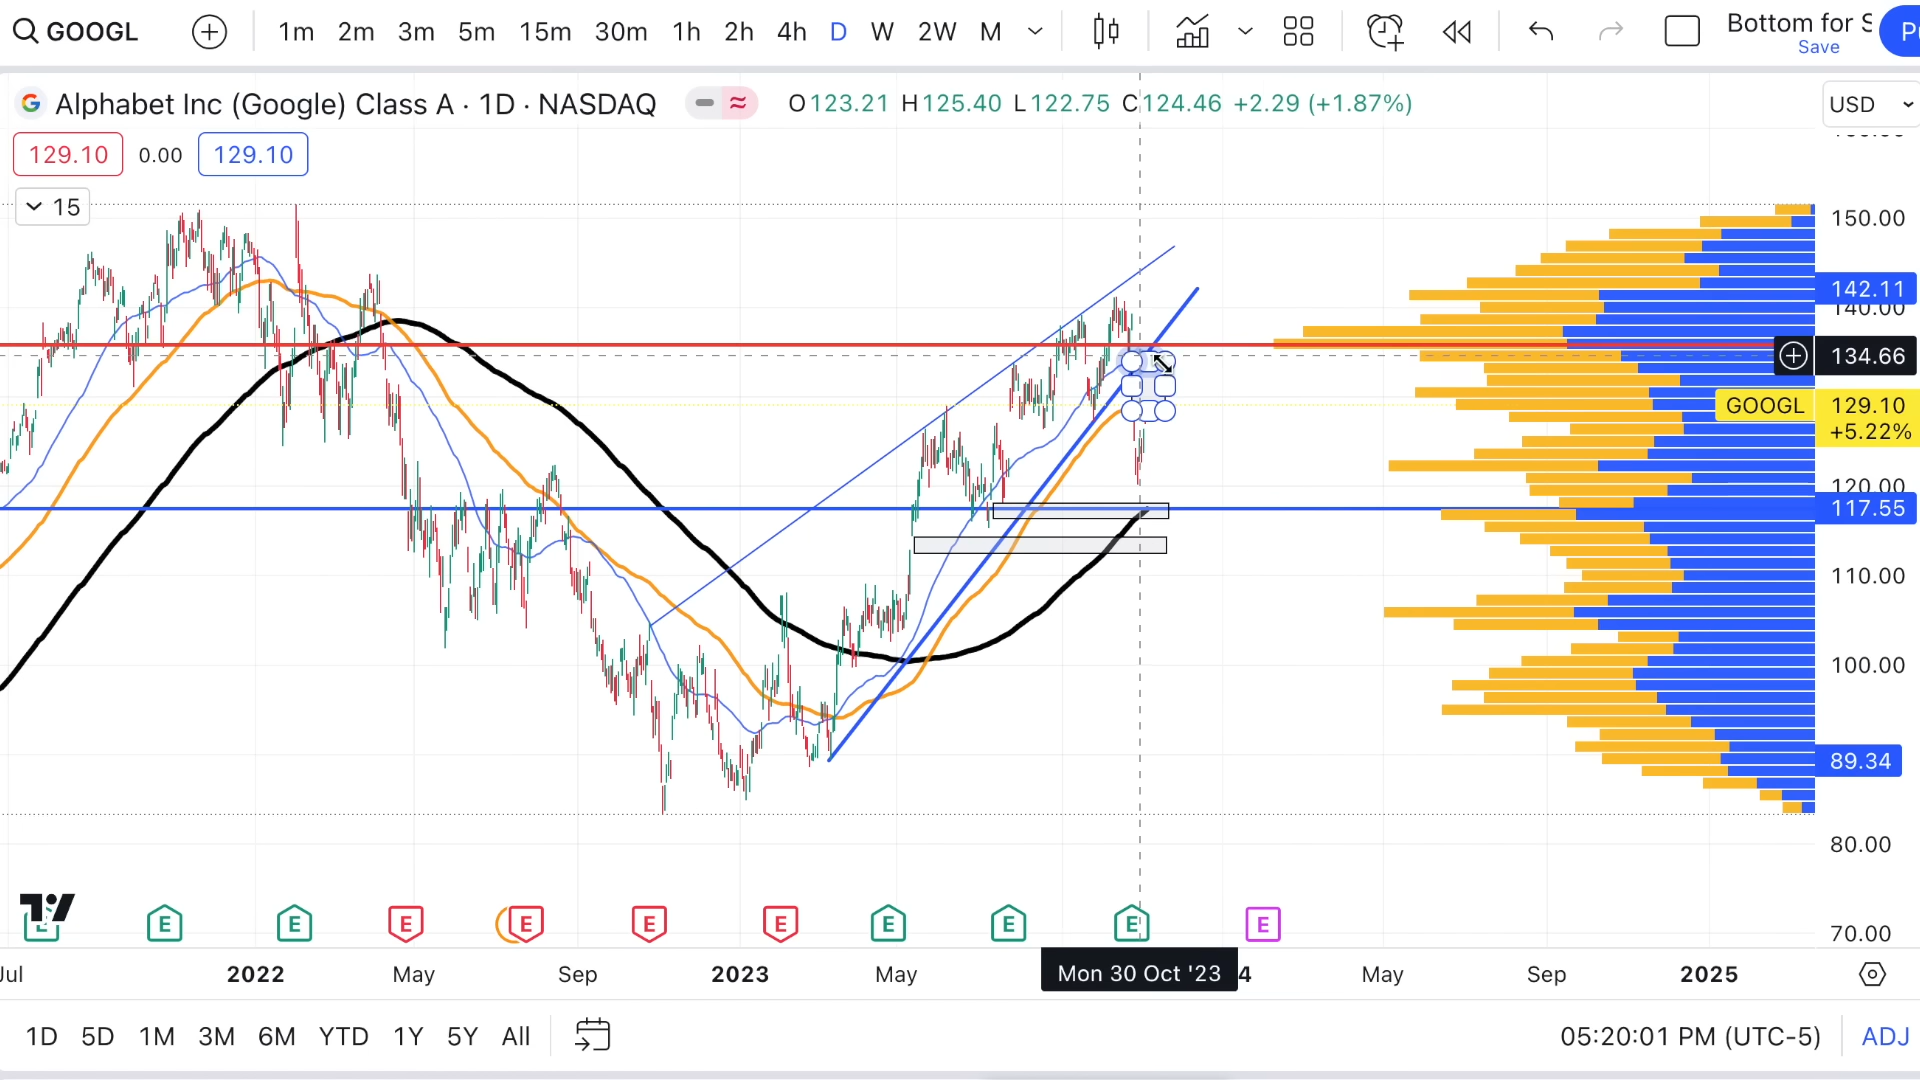 GOOGL 1m 2m 3m 5m 15m 30m 1h 2h 4h D W 2W M Bottom for S
Save
Alphabet Inc (Google) Class A · 1D · NASDAQ O123.21 H125.40 L122.75 C124.46 +2.29 (+1.87%) USD
129.10 0.00 129.10
15
150.00
142.11
140.00
134.66
GOOGL 129.10
+5.22%
120.00
117.55
110.00
100.00
89.34
80.00
E E E E E E E E E E
70.00
Jul 2022 May Sep 2023 May Mon 30 Oct '23 4 May Sep 2025
1D 5D 1M 3M 6M YTD 1Y 5Y All 05:20:01 PM (UTC-5) ADJ